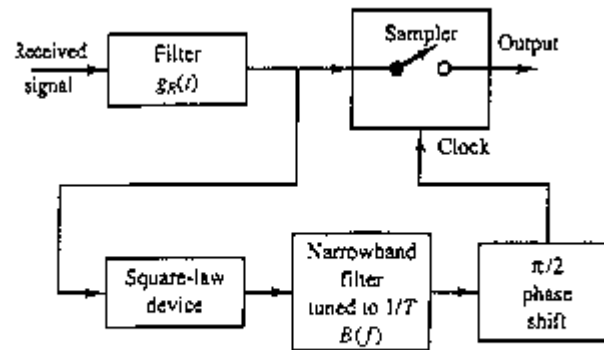 Received
signal
Filter
g_R(t)
Sampler
Output
Clock
Square-law
device
Narrowband
filter
tuned to 1/T
B(f)
π/2
phase
shift